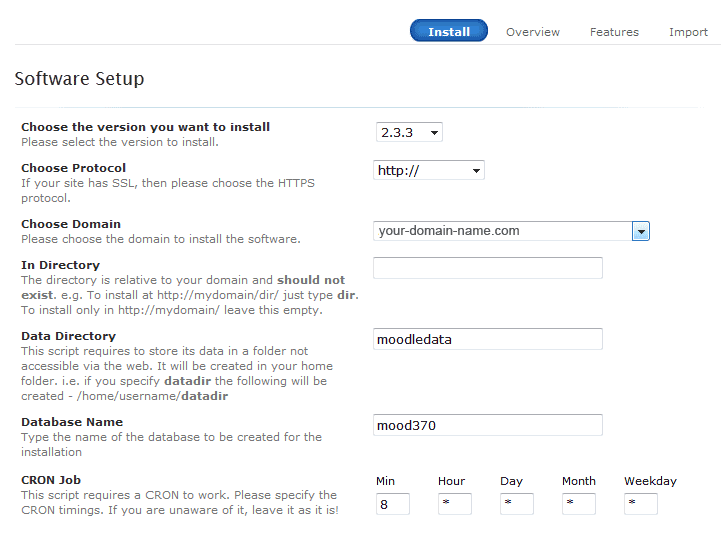 Install Overview Features Import
Software Setup
Choose the version you want to install
Please select the version to install.
2.3.3
Choose Protocol
If your site has SSL, then please choose the HTTPS
protocol.
http://
Choose Domain
Please choose the domain to install the software.
your-domain-name.com
In Directory
The directory is relative to your domain and should not
exist. e.g. To install at http://mydomain/dir/ just type dir.
To install only in http://mydomain/ leave this empty.
Data Directory
This script requires to store its data in a folder not
accessible via the web. It will be created in your home
folder. i.e. if you specify datadir the following will be
created - /home/username/datadir
moodledata
Database Name
Type the name of the database to be created for the
installation
mood370
CRON Job
This script requires a CRON to work. Please specify the
CRON timings. If you are unaware of it, leave it as it is!
Min Hour Day Month Weekday
8 * * * *